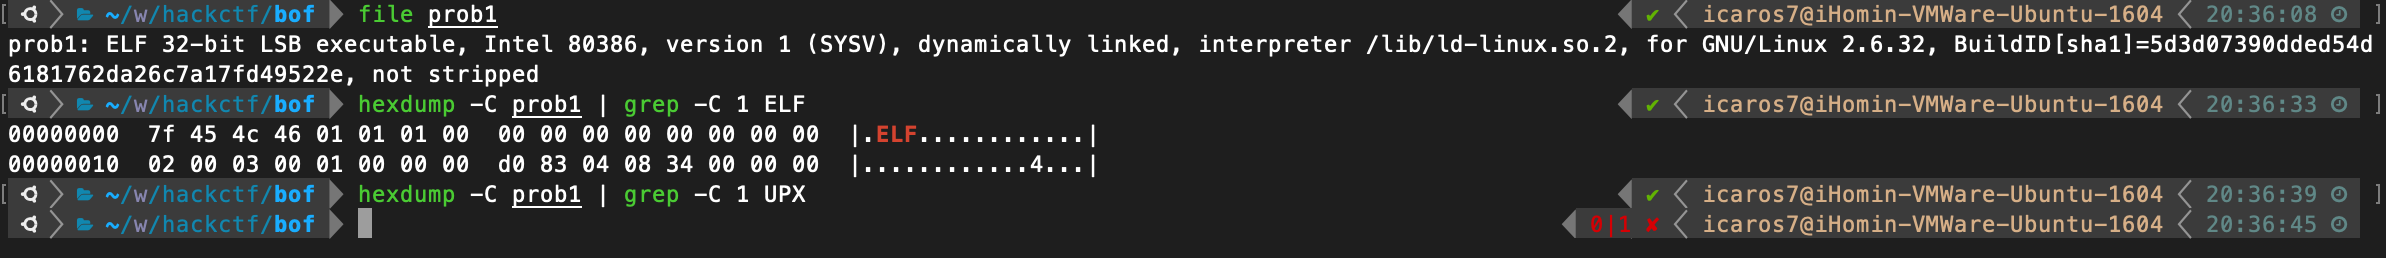 ~/w/hackctf/bof file prob1 ✔ icaros7@iHomin-VMWare-Ubuntu-1604 20:36:08
prob1: ELF 32-bit LSB executable, Intel 80386, version 1 (SYSV), dynamically linked, interpreter /lib/ld-linux.so.2, for GNU/Linux 2.6.32, BuildID[sha1]=5d3d07390dded54d
6181762da26c7a17fd49522e, not stripped
~/w/hackctf/bof hexdump -C prob1 | grep -C 1 ELF ✔ icaros7@iHomin-VMWare-Ubuntu-1604 20:36:33
00000000  7f 45 4c 46 01 01 01 00  00 00 00 00 00 00 00 00  |.ELF............|
00000010  02 00 03 00 01 00 00 00  d0 83 04 08 34 00 00 00  |............4...|
~/w/hackctf/bof hexdump -C prob1 | grep -C 1 UPX ✔ icaros7@iHomin-VMWare-Ubuntu-1604 20:36:39
~/w/hackctf/bof 0|1 ✘ icaros7@iHomin-VMWare-Ubuntu-1604 20:36:45